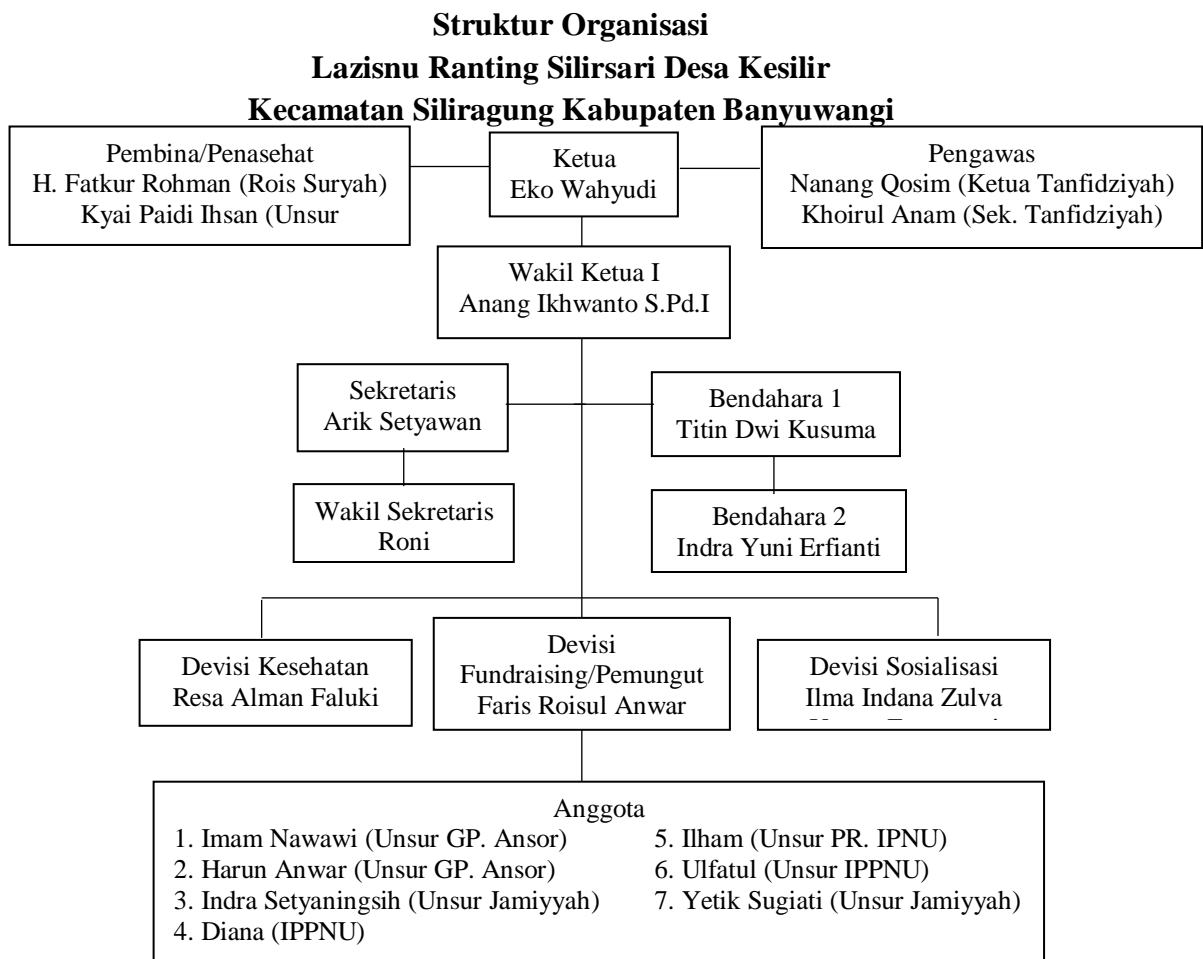 Struktur Organisasi
Lazisnu Ranting Silirsari Desa Kesilir
Kecamatan Siliragung Kabupaten Banyuwangi
Pembina/Penasehat
H. Fatkur Rohman (Rois Suryah)
Kyai Paidi Ihsan (Unsur
Ketua
Eko Wahyudi
Pengawas
Nanang Qosim (Ketua Tanfidziyah)
Khoirul Anam (Sek. Tanfidziyah)
Wakil Ketua I
Anang Ikhwanto S.Pd.I
Sekretaris
Arik Setyawan
Bendahara 1
Titin Dwi Kusuma
Wakil Sekretaris
Roni
Bendahara 2
Indra Yuni Erfianti
Devisi Kesehatan
Resa Alman Faluki
Devisi
Fundraising/Pemungut
Faris Roisul Anwar
Devisi Sosialisasi
Ilma Indana Zulva
Anggota
1. Imam Nawawi (Unsur GP. Ansor)
2. Harun Anwar (Unsur GP. Ansor)
3. Indra Setyaningsih (Unsur Jamiyyah)
4. Diana (IPPNU)
5. Ilham (Unsur PR. IPNU)
6. Ulfatul (Unsur IPPNU)
7. Yetik Sugiati (Unsur Jamiyyah)